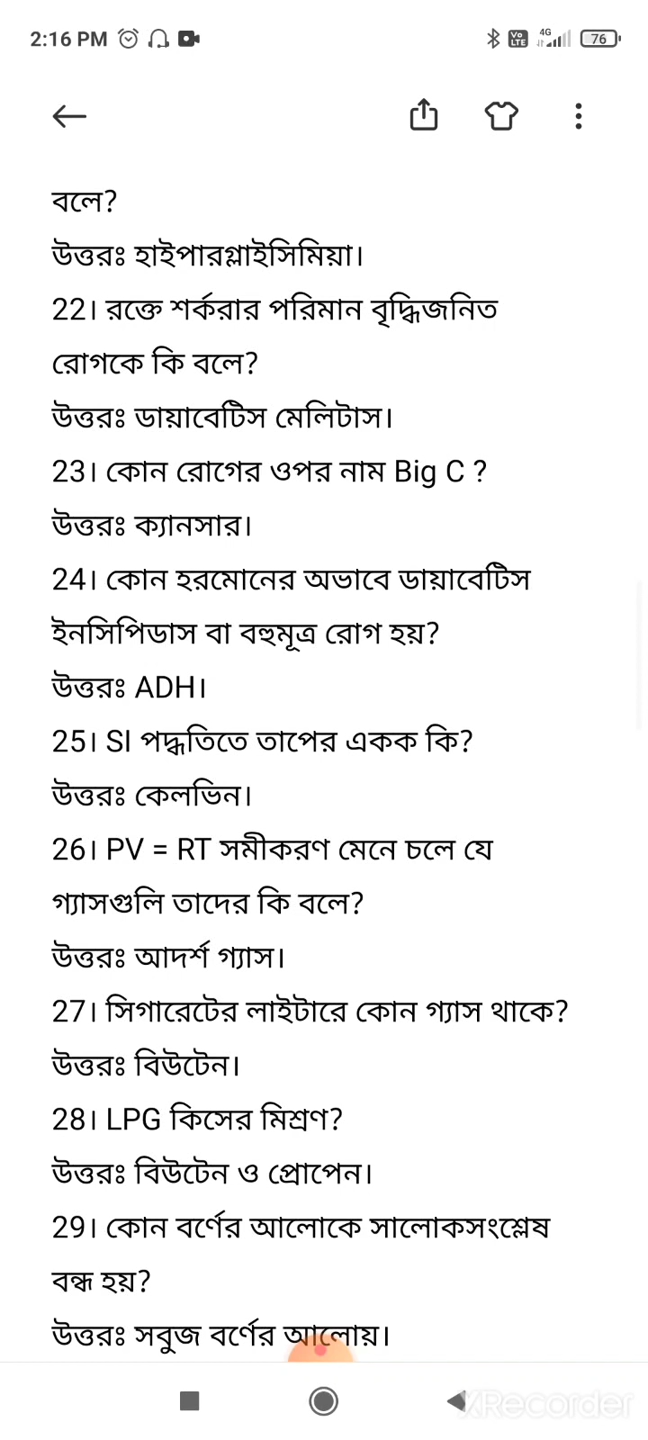 2:16 PM
Vo LTE 4G 76
বলে?
উত্তরঃ হাইপারগ্লাইসিমিয়া।
22। রক্তে শর্করার পরিমান বৃদ্ধিজনিত
রোগকে কি বলে?
উত্তরঃ ডায়াবেটিস মেলিটাস।
23। কোন রোগের ওপর নাম Big C ?
উত্তরঃ ক্যানসার।
24। কোন হরমোনের অভাবে ডায়াবেটিস
ইনসিপিডাস বা বহুমূত্র রোগ হয়?
উত্তরঃ ADH।
25। SI পদ্ধতিতে তাপের একক কি?
উত্তরঃ কেলভিন।
26। PV = RT সমীকরণ মেনে চলে যে
গ্যাসগুলি তাদের কি বলে?
উত্তরঃ আদর্শ গ্যাস।
27। সিগারেটের লাইটারে কোন গ্যাস থাকে?
উত্তরঃ বিউটেন।
28। LPG কিসের মিশ্রণ?
উত্তরঃ বিউটেন ও প্রোপেন।
29। কোন বর্ণের আলোকে সালোকসংশ্লেষ
বন্ধ হয়?
উত্তরঃ সবুজ বর্ণের আলোয়।
XRecorder